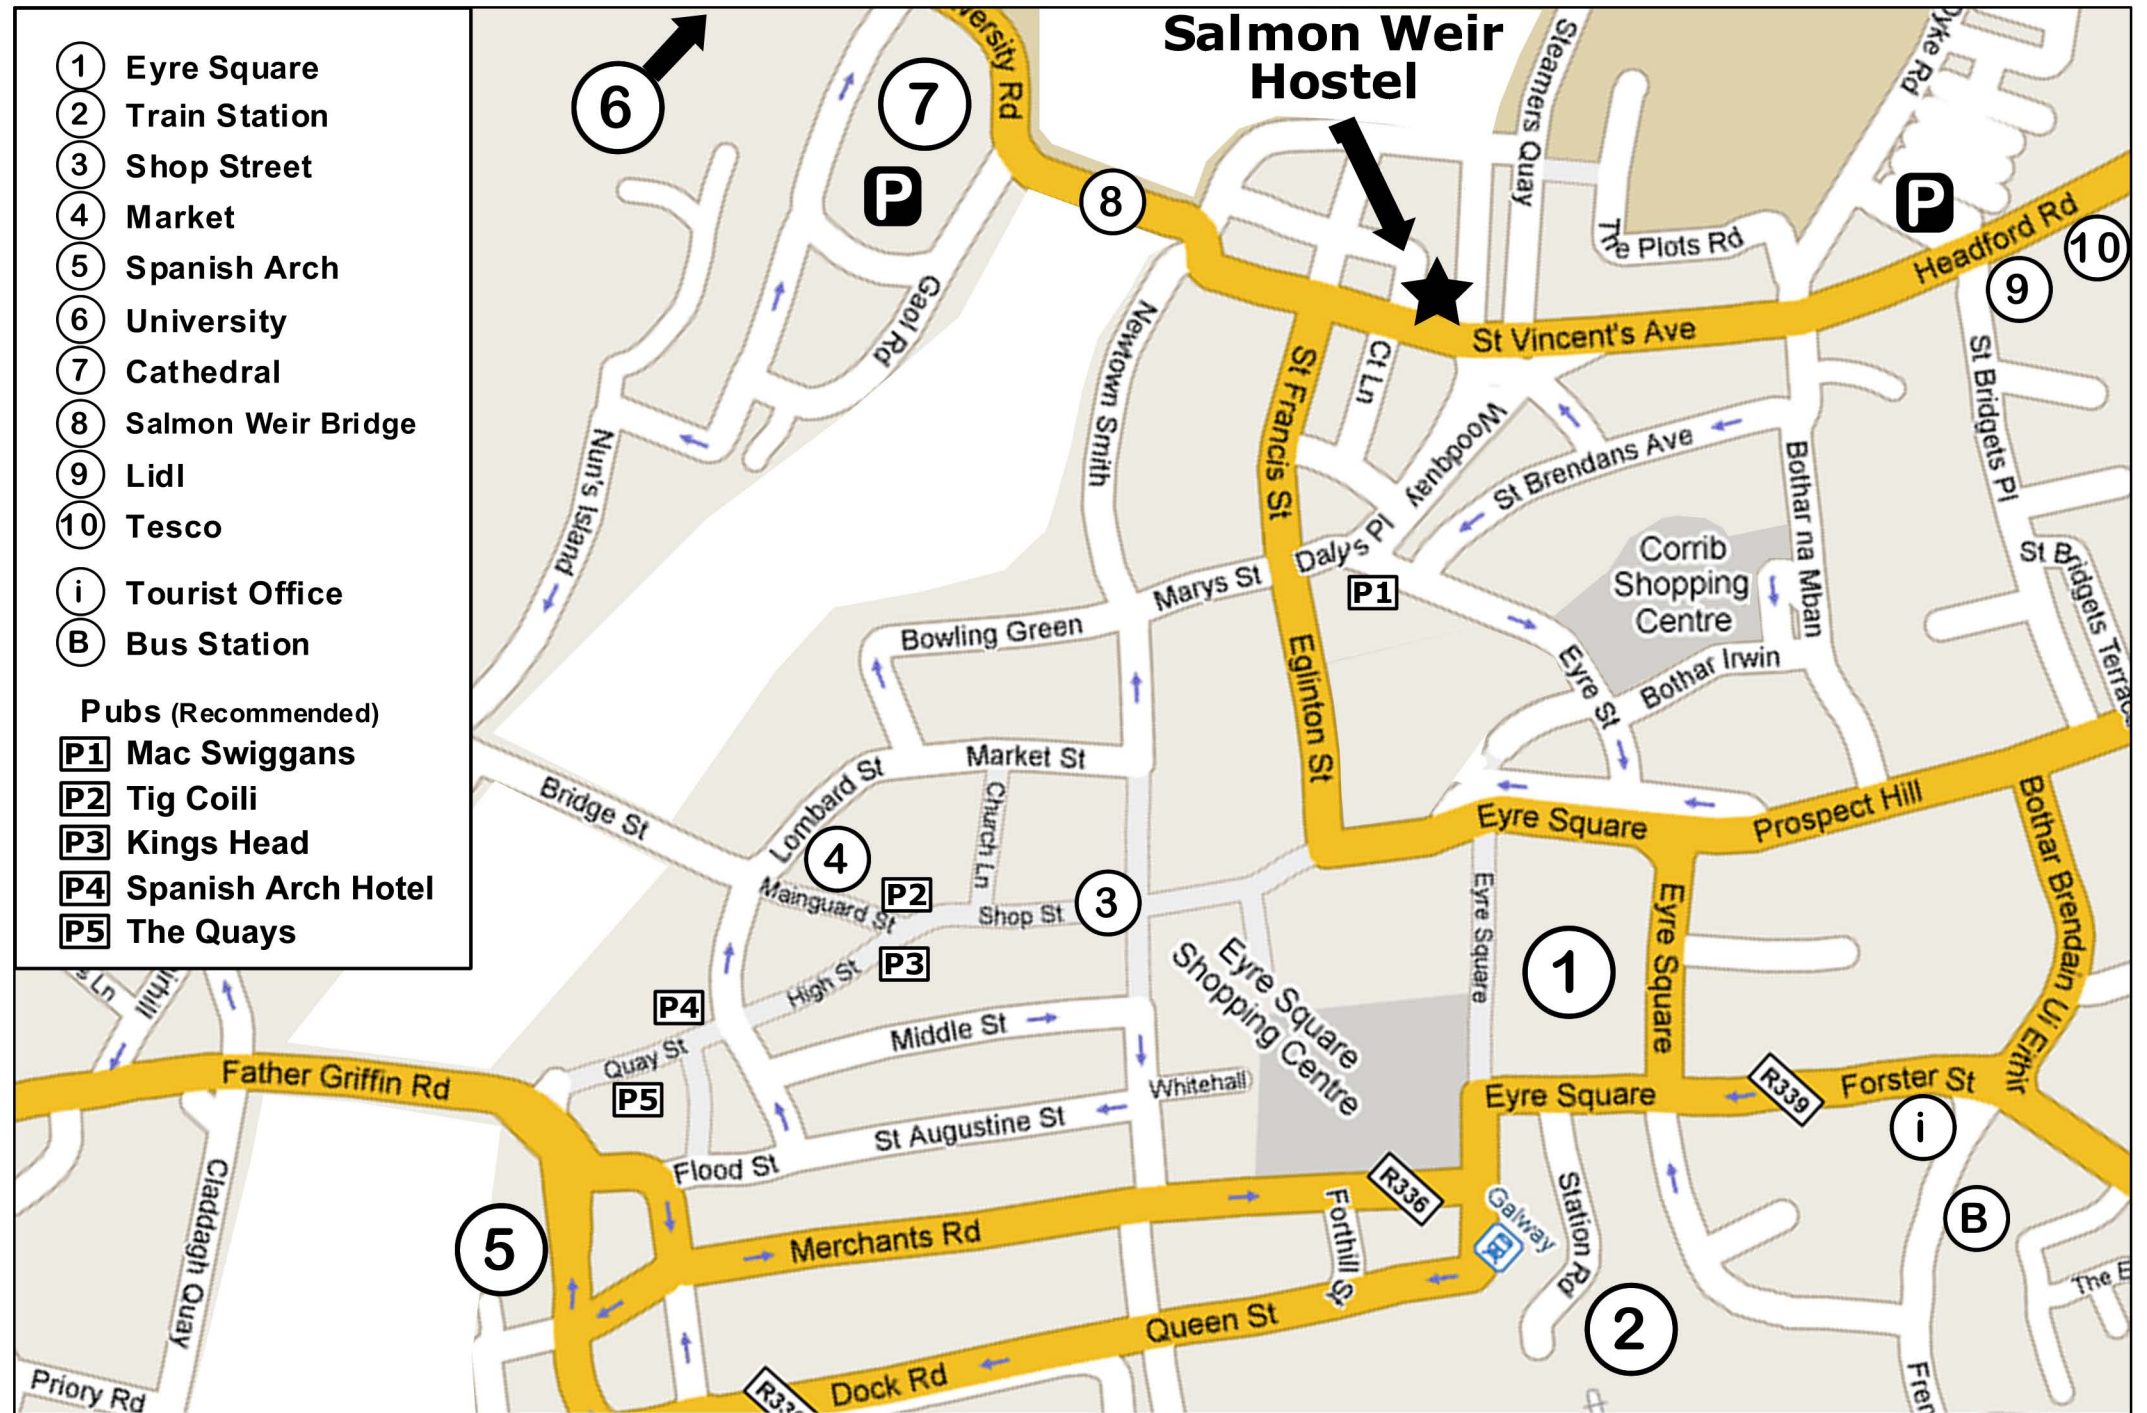 1 Eyre Square
2 Train Station
3 Shop Street
4 Market
5 Spanish Arch
6 University
7 Cathedral
8 Salmon Weir Bridge
9 Lidl
10 Tesco
i Tourist Office
B Bus Station
Pubs (Recommended)
P1 Mac Swiggans
P2 Tig Coili
P3 Kings Head
P4 Spanish Arch Hotel
P5 The Quays
Salmon Weir
Hostel
6
7
P
8
Rd
Steamers Quay
Dyke Rd
P
The Plots Rd
Headford Rd
10
9
Gaol Rd
Newtown Smith
St Vincent's Ave
St Francis St
Ct Ln
Woodquay
St Brendans Ave
Bothar na Mban
St Bridgets Pl
Nun's Island
Corrib
Shopping
Centre
St Bridgets Terrac
Dalys Pl
P1
Marys St
Bowling Green
Eglinton St
Eyre St
Bothar Irwin
Market St
Lombard St
Bridge St
Church Ln
4
Mainguard St
P2
Shop St
3
P3
High St
P4
Eyre Square
Prospect Hill
Bothar Brendain Ui Eithir
Eyre Square
1
Eyre Square
Eyre Square
Shopping Centre
Middle St
Quay St
P5
Whitehall
Eyre Square
R339
Forster St
i
Ln
Father Griffin Rd
St Augustine St
Flood St
Claddagh Quay
5
Merchants Rd
Forthill St
R336
Galway
Station Rd
B
2
Queen St
Dock Rd
Priory Rd
The